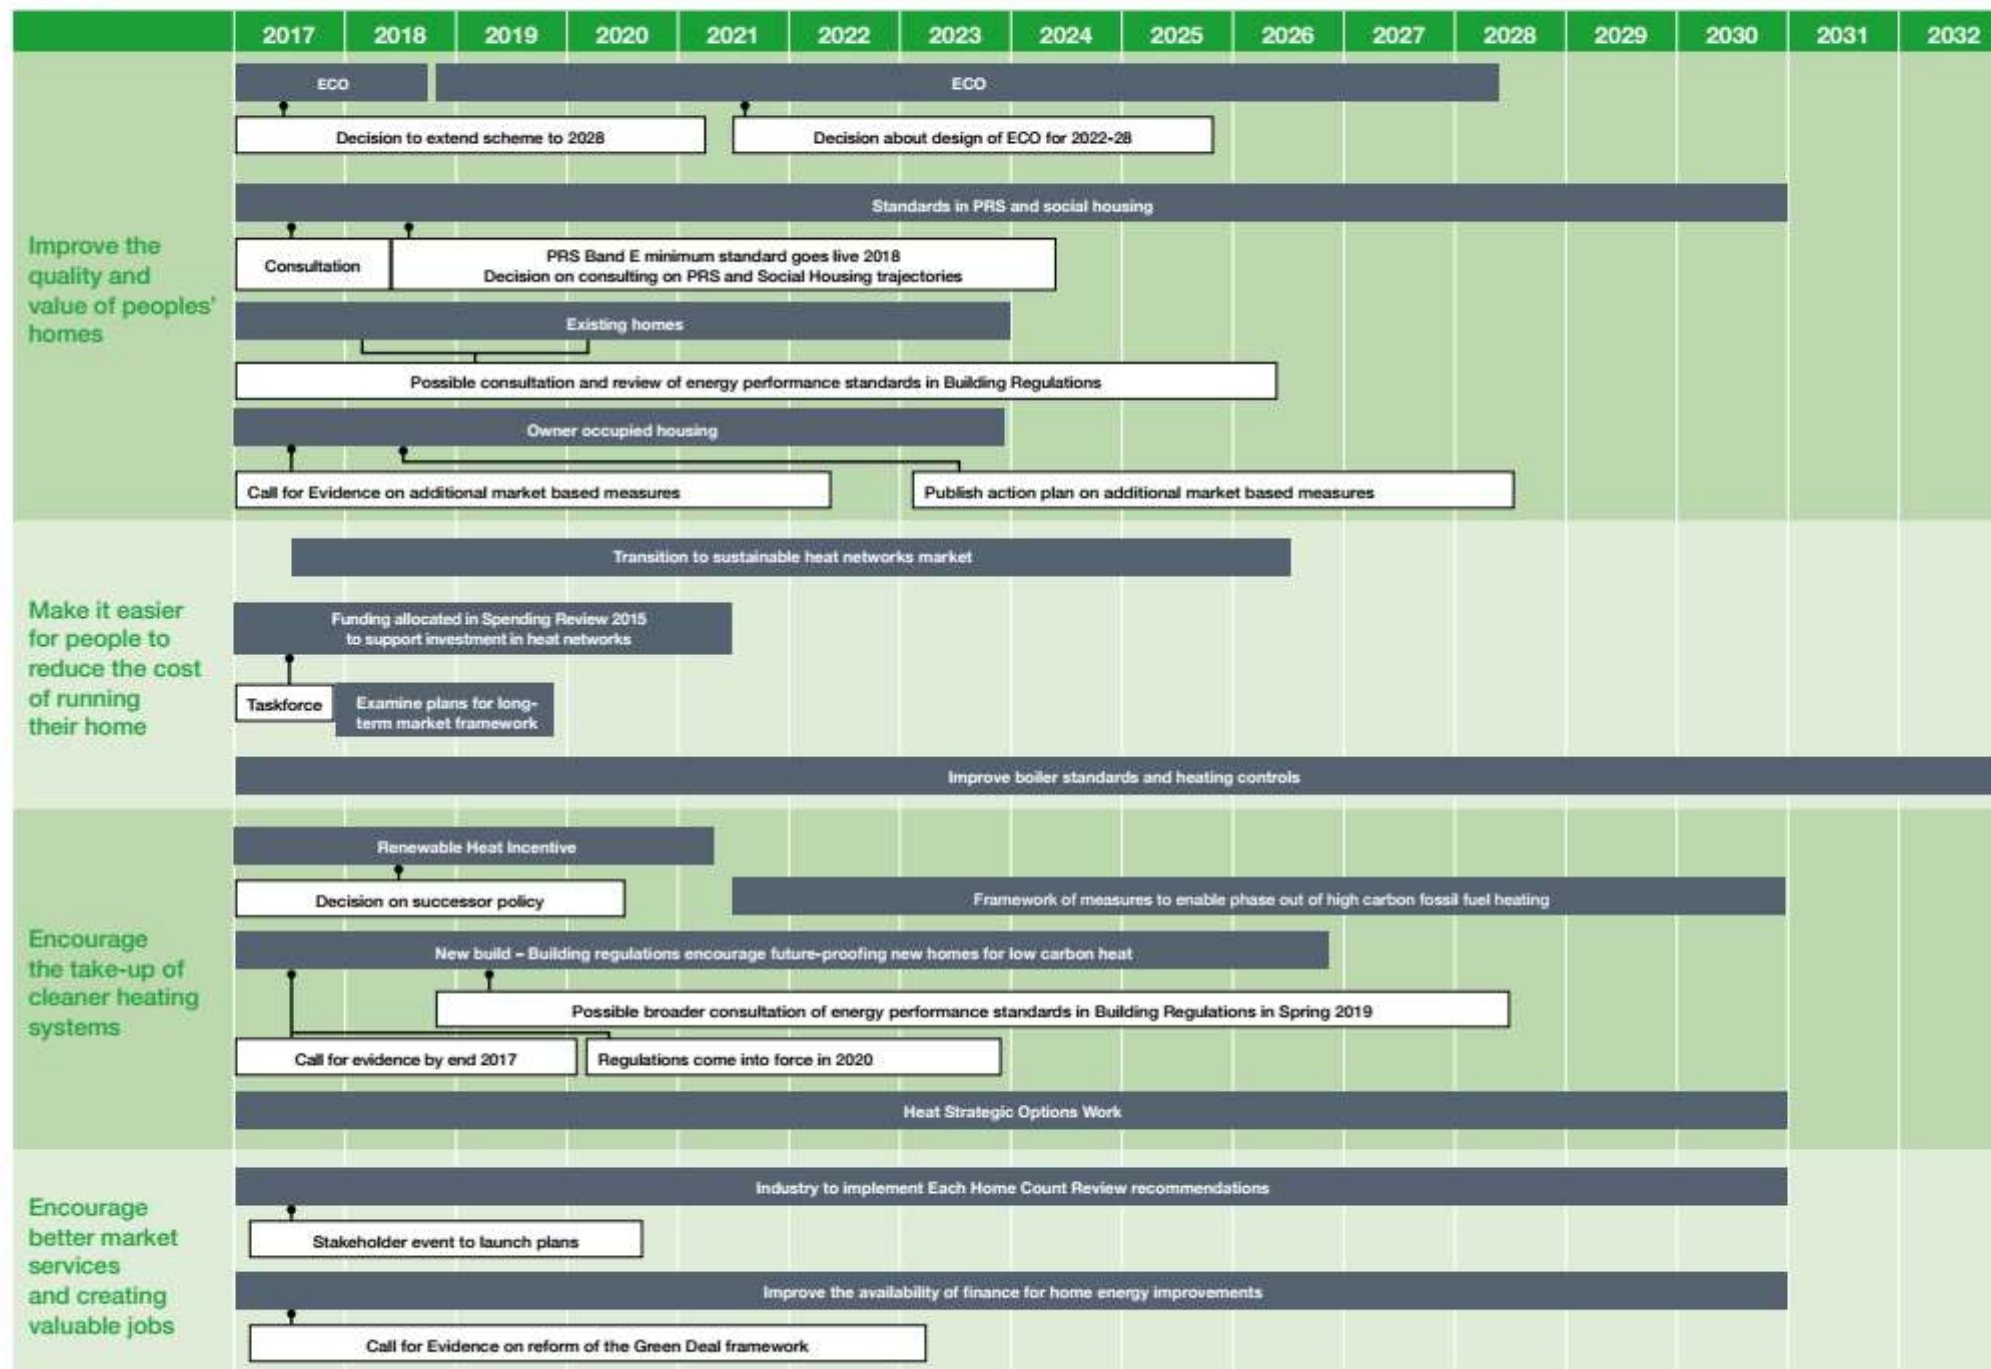 2017 2018 2019 2020 2021 2022 2023 2024 2025 2026 2027 2028 2029 2030 2031 2032
Improve the
quality and
value of peoples'
homes
ECO
ECO
Decision to extend scheme to 2028
Decision about design of ECO for 2022-28
Standards in PRS and social housing
Consultation
PRS Band E minimum standard goes live 2018
Decision on consulting on PRS and Social Housing trajectories
Existing homes
Possible consultation and review of energy performance standards in Building Regulations
Owner occupied housing
Call for Evidence on additional market based measures
Publish action plan on additional market based measures
Make it easier
for people to
reduce the cost
of running
their home
Transition to sustainable heat networks market
Funding allocated in Spending Review 2015
to support investment in heat networks
Taskforce
Examine plans for long-
term market framework
Improve boiler standards and heating controls
Encourage
the take-up of
cleaner heating
systems
Renewable Heat Incentive
Decision on successor policy
Framework of measures to enable phase out of high carbon fossil fuel heating
New build – Building regulations encourage future-proofing new homes for low carbon heat
Possible broader consultation of energy performance standards in Building Regulations in Spring 2019
Call for evidence by end 2017
Regulations come into force in 2020
Heat Strategic Options Work
Encourage
better market
services
and creating
valuable jobs
Industry to implement Each Home Count Review recommendations
Stakeholder event to launch plans
Improve the availability of finance for home energy improvements
Call for Evidence on reform of the Green Deal framework